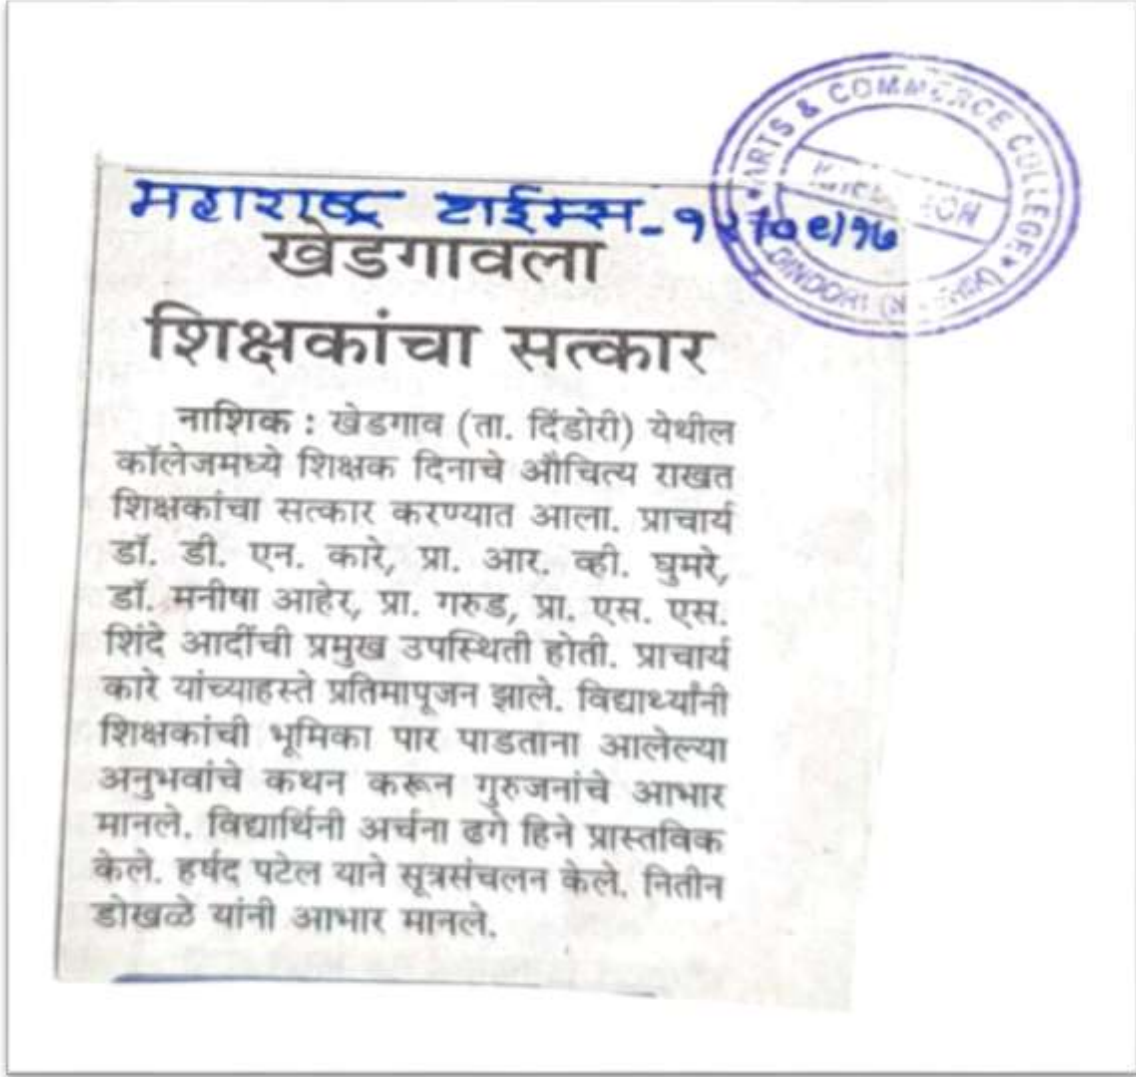 ARTS & COMMERCE COLLEGE
DINDORI
महाराष्ट्र टाईम्स -
खेडगावला
शिक्षकांचा सत्कार
नाशिक : खेडगाव (ता. दिंडोरी) येथील
कॉलेजमध्ये शिक्षक दिनाचे औचित्य राखत
शिक्षकांचा सत्कार करण्यात आला. प्राचार्य
डॉ. डी. एन. कारे, प्रा. आर. व्ही. घुमरे,
डॉ. मनीषा आहेर, प्रा. गरुड, प्रा. एस. एस.
शिंदे आदींची प्रमुख उपस्थिती होती. प्राचार्य
कारे यांच्याहस्ते प्रतिमापूजन झाले. विद्यार्थ्यांनी
शिक्षकांची भूमिका पार पाडताना आलेल्या
अनुभवांचे कथन करून गुरुजनांचे आभार
मानले. विद्यार्थिनी अर्चना ढगे हिने प्रास्तविक
केले. हर्षद पटेल याने सूत्रसंचलन केले. नितीन
डोखळे यांनी आभार मानले.